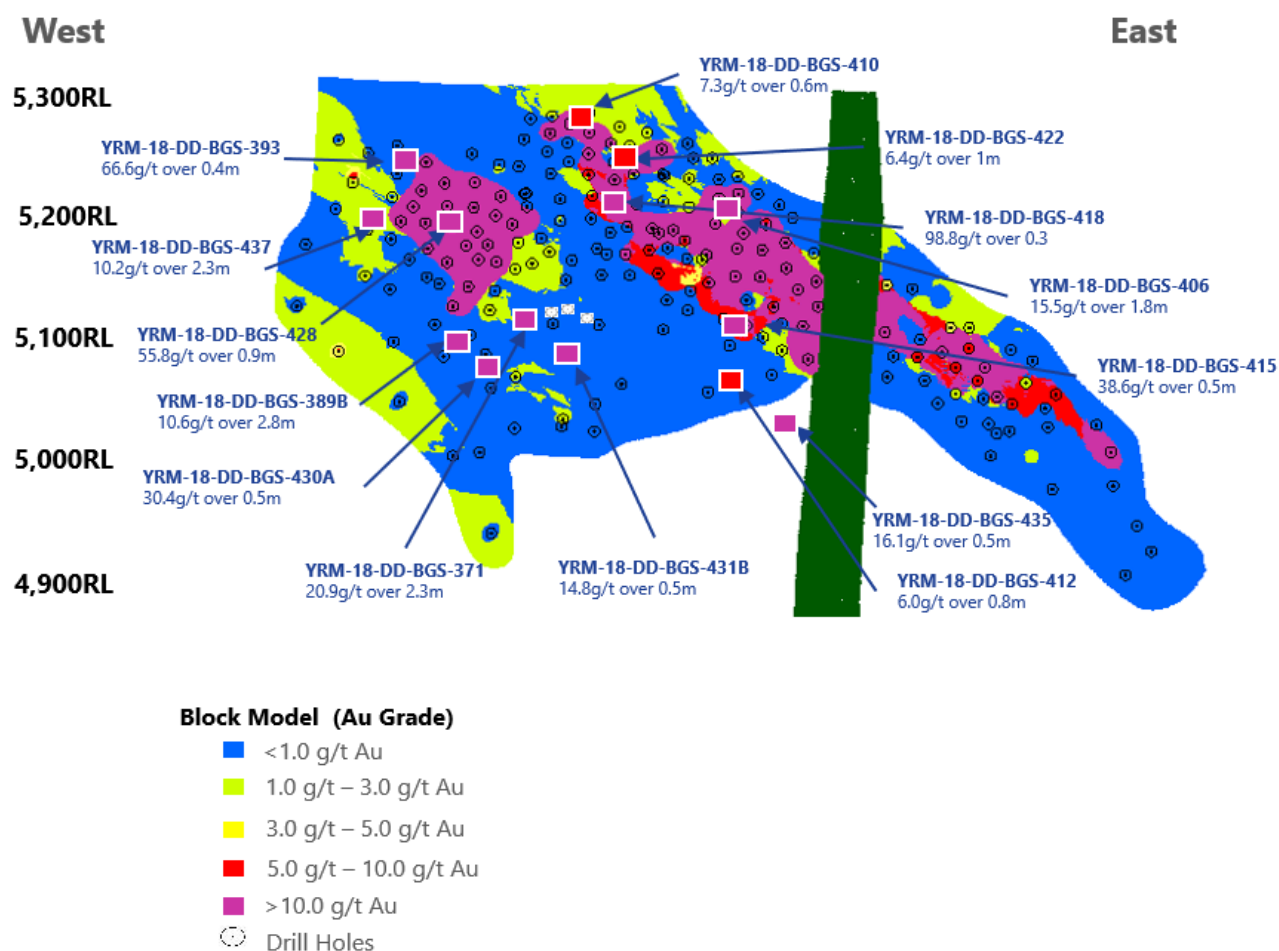 West
East
5,300RL
YRM-18-DD-BGS-410
7.3g/t over 0.6m
YRM-18-DD-BGS-393
66.6g/t over 0.4m
YRM-18-DD-BGS-422
6.4g/t over 1m
5,200RL
YRM-18-DD-BGS-418
98.8g/t over 0.3
YRM-18-DD-BGS-437
10.2g/t over 2.3m
YRM-18-DD-BGS-406
15.5g/t over 1.8m
5,100RL
YRM-18-DD-BGS-428
55.8g/t over 0.9m
YRM-18-DD-BGS-415
38.6g/t over 0.5m
YRM-18-DD-BGS-389B
10.6g/t over 2.8m
5,000RL
YRM-18-DD-BGS-430A
30.4g/t over 0.5m
YRM-18-DD-BGS-435
16.1g/t over 0.5m
4,900RL
YRM-18-DD-BGS-371
20.9g/t over 2.3m
YRM-18-DD-BGS-431B
14.8g/t over 0.5m
YRM-18-DD-BGS-412
6.0g/t over 0.8m
Block Model (Au Grade)
<1.0 g/t Au
1.0 g/t – 3.0 g/t Au
3.0 g/t – 5.0 g/t Au
5.0 g/t – 10.0 g/t Au
>10.0 g/t Au
Drill Holes